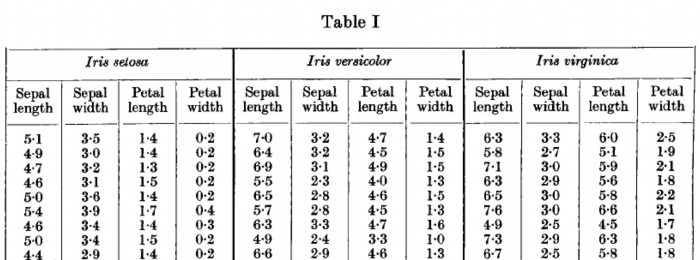 Table I
Iris setosa Iris versicolor Iris virginica
Sepal length Sepal width Petal length Petal width Sepal length Sepal width Petal length Petal width Sepal length Sepal width Petal length Petal width
5·1 3·5 1·4 0·2 7·0 3·2 4·7 1·4 6·3 3·3 6·0 2·5
4·9 3·0 1·4 0·2 6·4 3·2 4·5 1·5 5·8 2·7 5·1 1·9
4·7 3·2 1·3 0·2 6·9 3·1 4·9 1·5 7·1 3·0 5·9 2·1
4·6 3·1 1·5 0·2 5·5 2·3 4·0 1·3 6·3 2·9 5·6 1·8
5·0 3·6 1·4 0·2 6·5 2·8 4·6 1·5 6·5 3·0 5·8 2·2
5·4 3·9 1·7 0·4 5·7 2·8 4·5 1·3 7·6 3·0 6·6 2·1
4·6 3·4 1·4 0·3 6·3 3·3 4·7 1·6 4·9 2·5 4·5 1·7
5·0 3·4 1·5 0·2 4·9 2·4 3·3 1·0 7·3 2·9 6·3 1·8
4·4 2·9 1·4 0·2 6·6 2·9 4·6 1·3 6·7 2·5 5·8 1·8